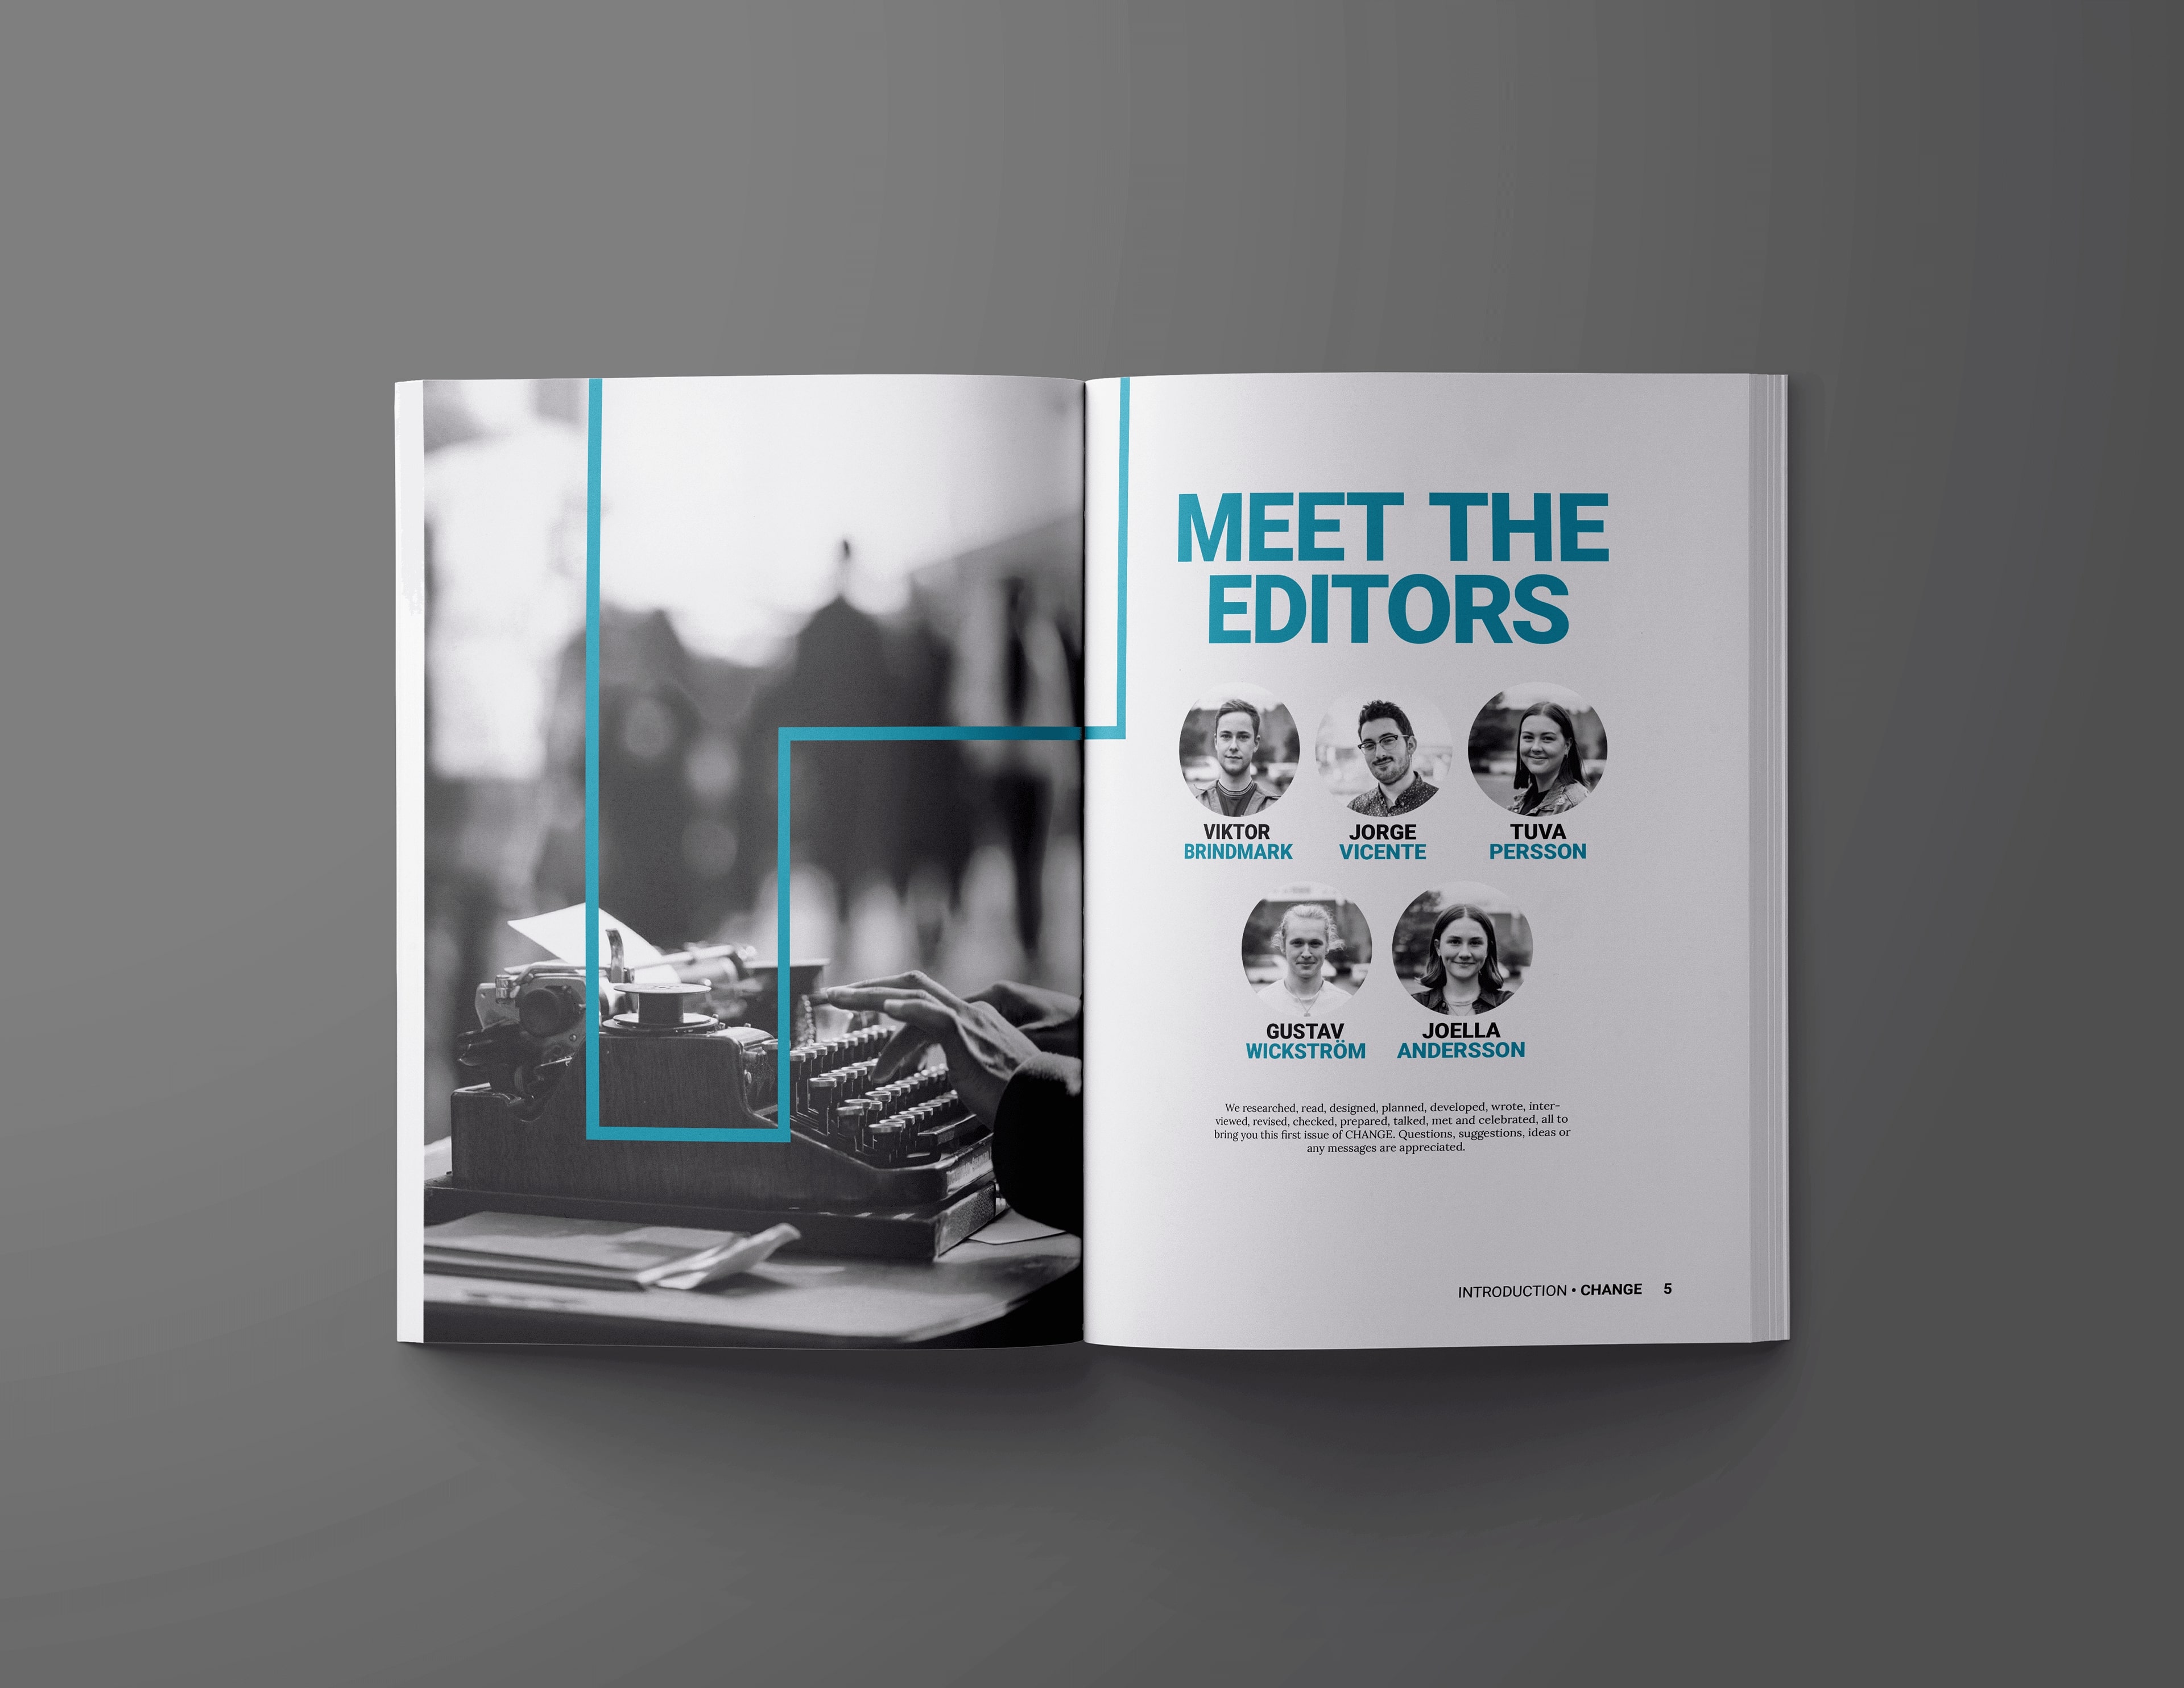 MEET THE
EDITORS
VIKTOR
BRINDMARK
JORGE
VICENTE
TUVA
PERSSON
GUSTAV
WICKSTRÖM
JOELLA
ANDERSSON
We researched, read, designed, planned, developed, wrote, inter-
viewed, revised, checked, prepared, talked, met and celebrated, all to
bring you this first issue of CHANGE. Questions, suggestions, ideas or
any messages are appreciated.
INTRODUCTION • CHANGE 5